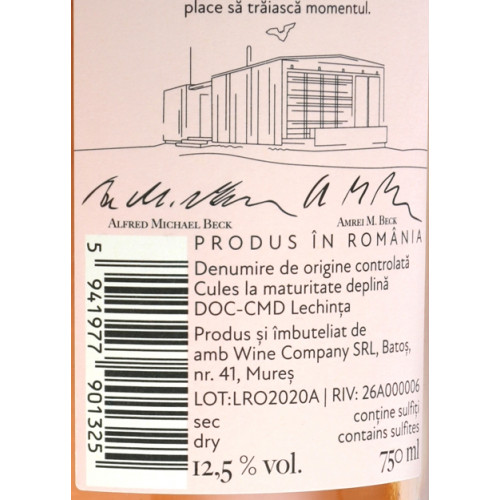 place să trăiască momentul.
ALFRED MICHAEL BECK
AMREI M. BECK
PRODUS ÎN ROMÂNIA
Denumire de origine controlată
Cules la maturitate deplină
DOC-CMD Lechința
Produs și îmbuteliat de
amb Wine Company SRL, Batoș,
nr. 41, Mureș
LOT:LRO2020A | RIV: 26A000006
sec
conține sulfiți
dry
contains sulfites
12,5 % vol.
750 ml
5 941977 901325